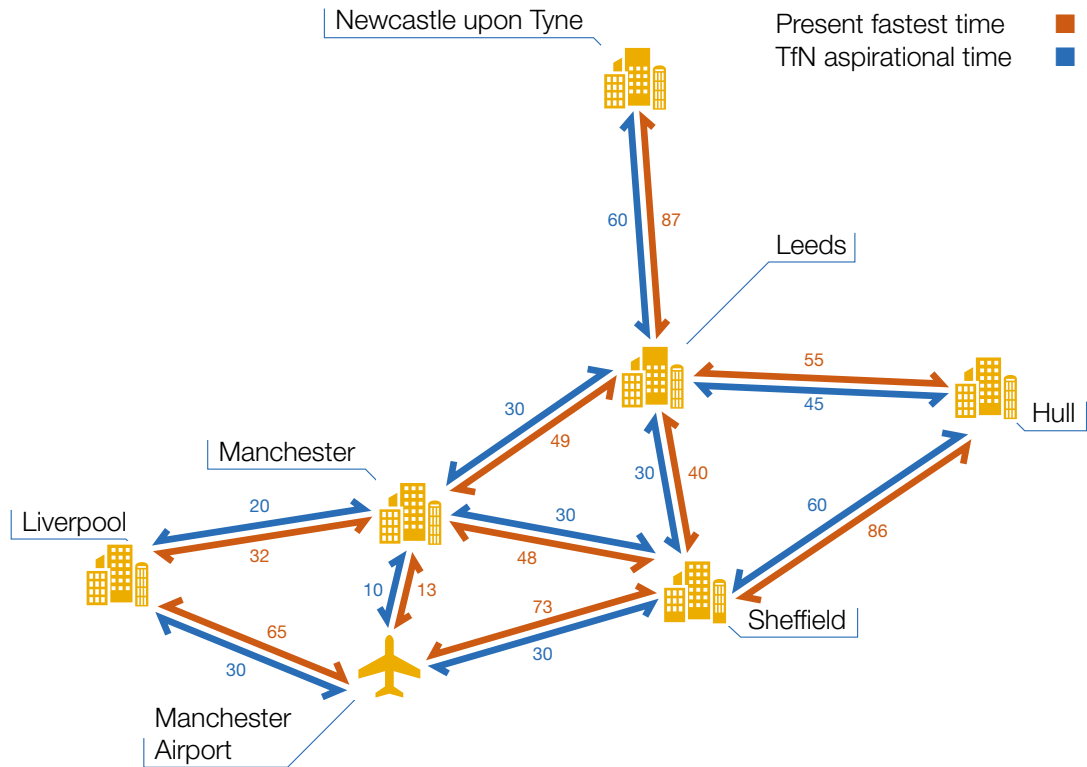 Newcastle upon Tyne
Present fastest time
TfN aspirational time
60
87
Leeds
55
45
Hull
30
49
Manchester
30
40
20
32
Liverpool
30
48
60
86
10
13
73
30
Sheffield
65
30
Manchester
Airport